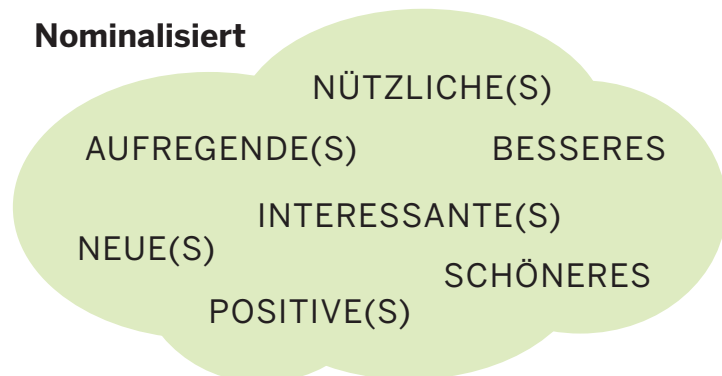 Nominalisiert
NÜTZLICHE(S)
AUFREGENDE(S) BESSERES
INTERESSANTE(S)
NEUE(S)
SCHÖNERES
POSITIVE(S)